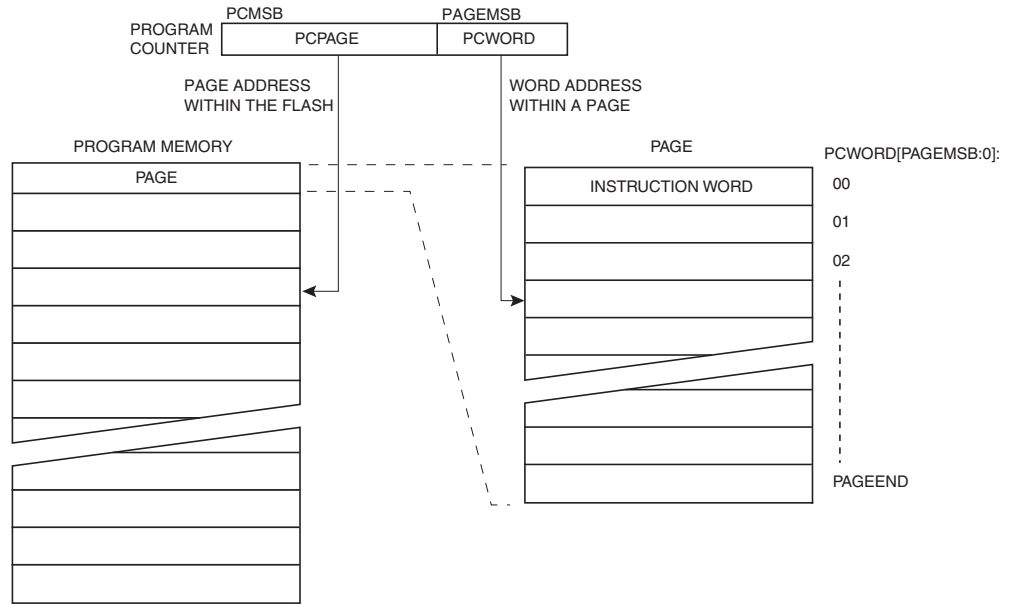 PCMSB PAGEMSB
PROGRAM
COUNTER
PCPAGE PCWORD
PAGE ADDRESS
WITHIN THE FLASH
WORD ADDRESS
WITHIN A PAGE
PROGRAM MEMORY
PAGE
PAGE
PCWORD[PAGEMSB:0]:
INSTRUCTION WORD
00
01
02
PAGEEND